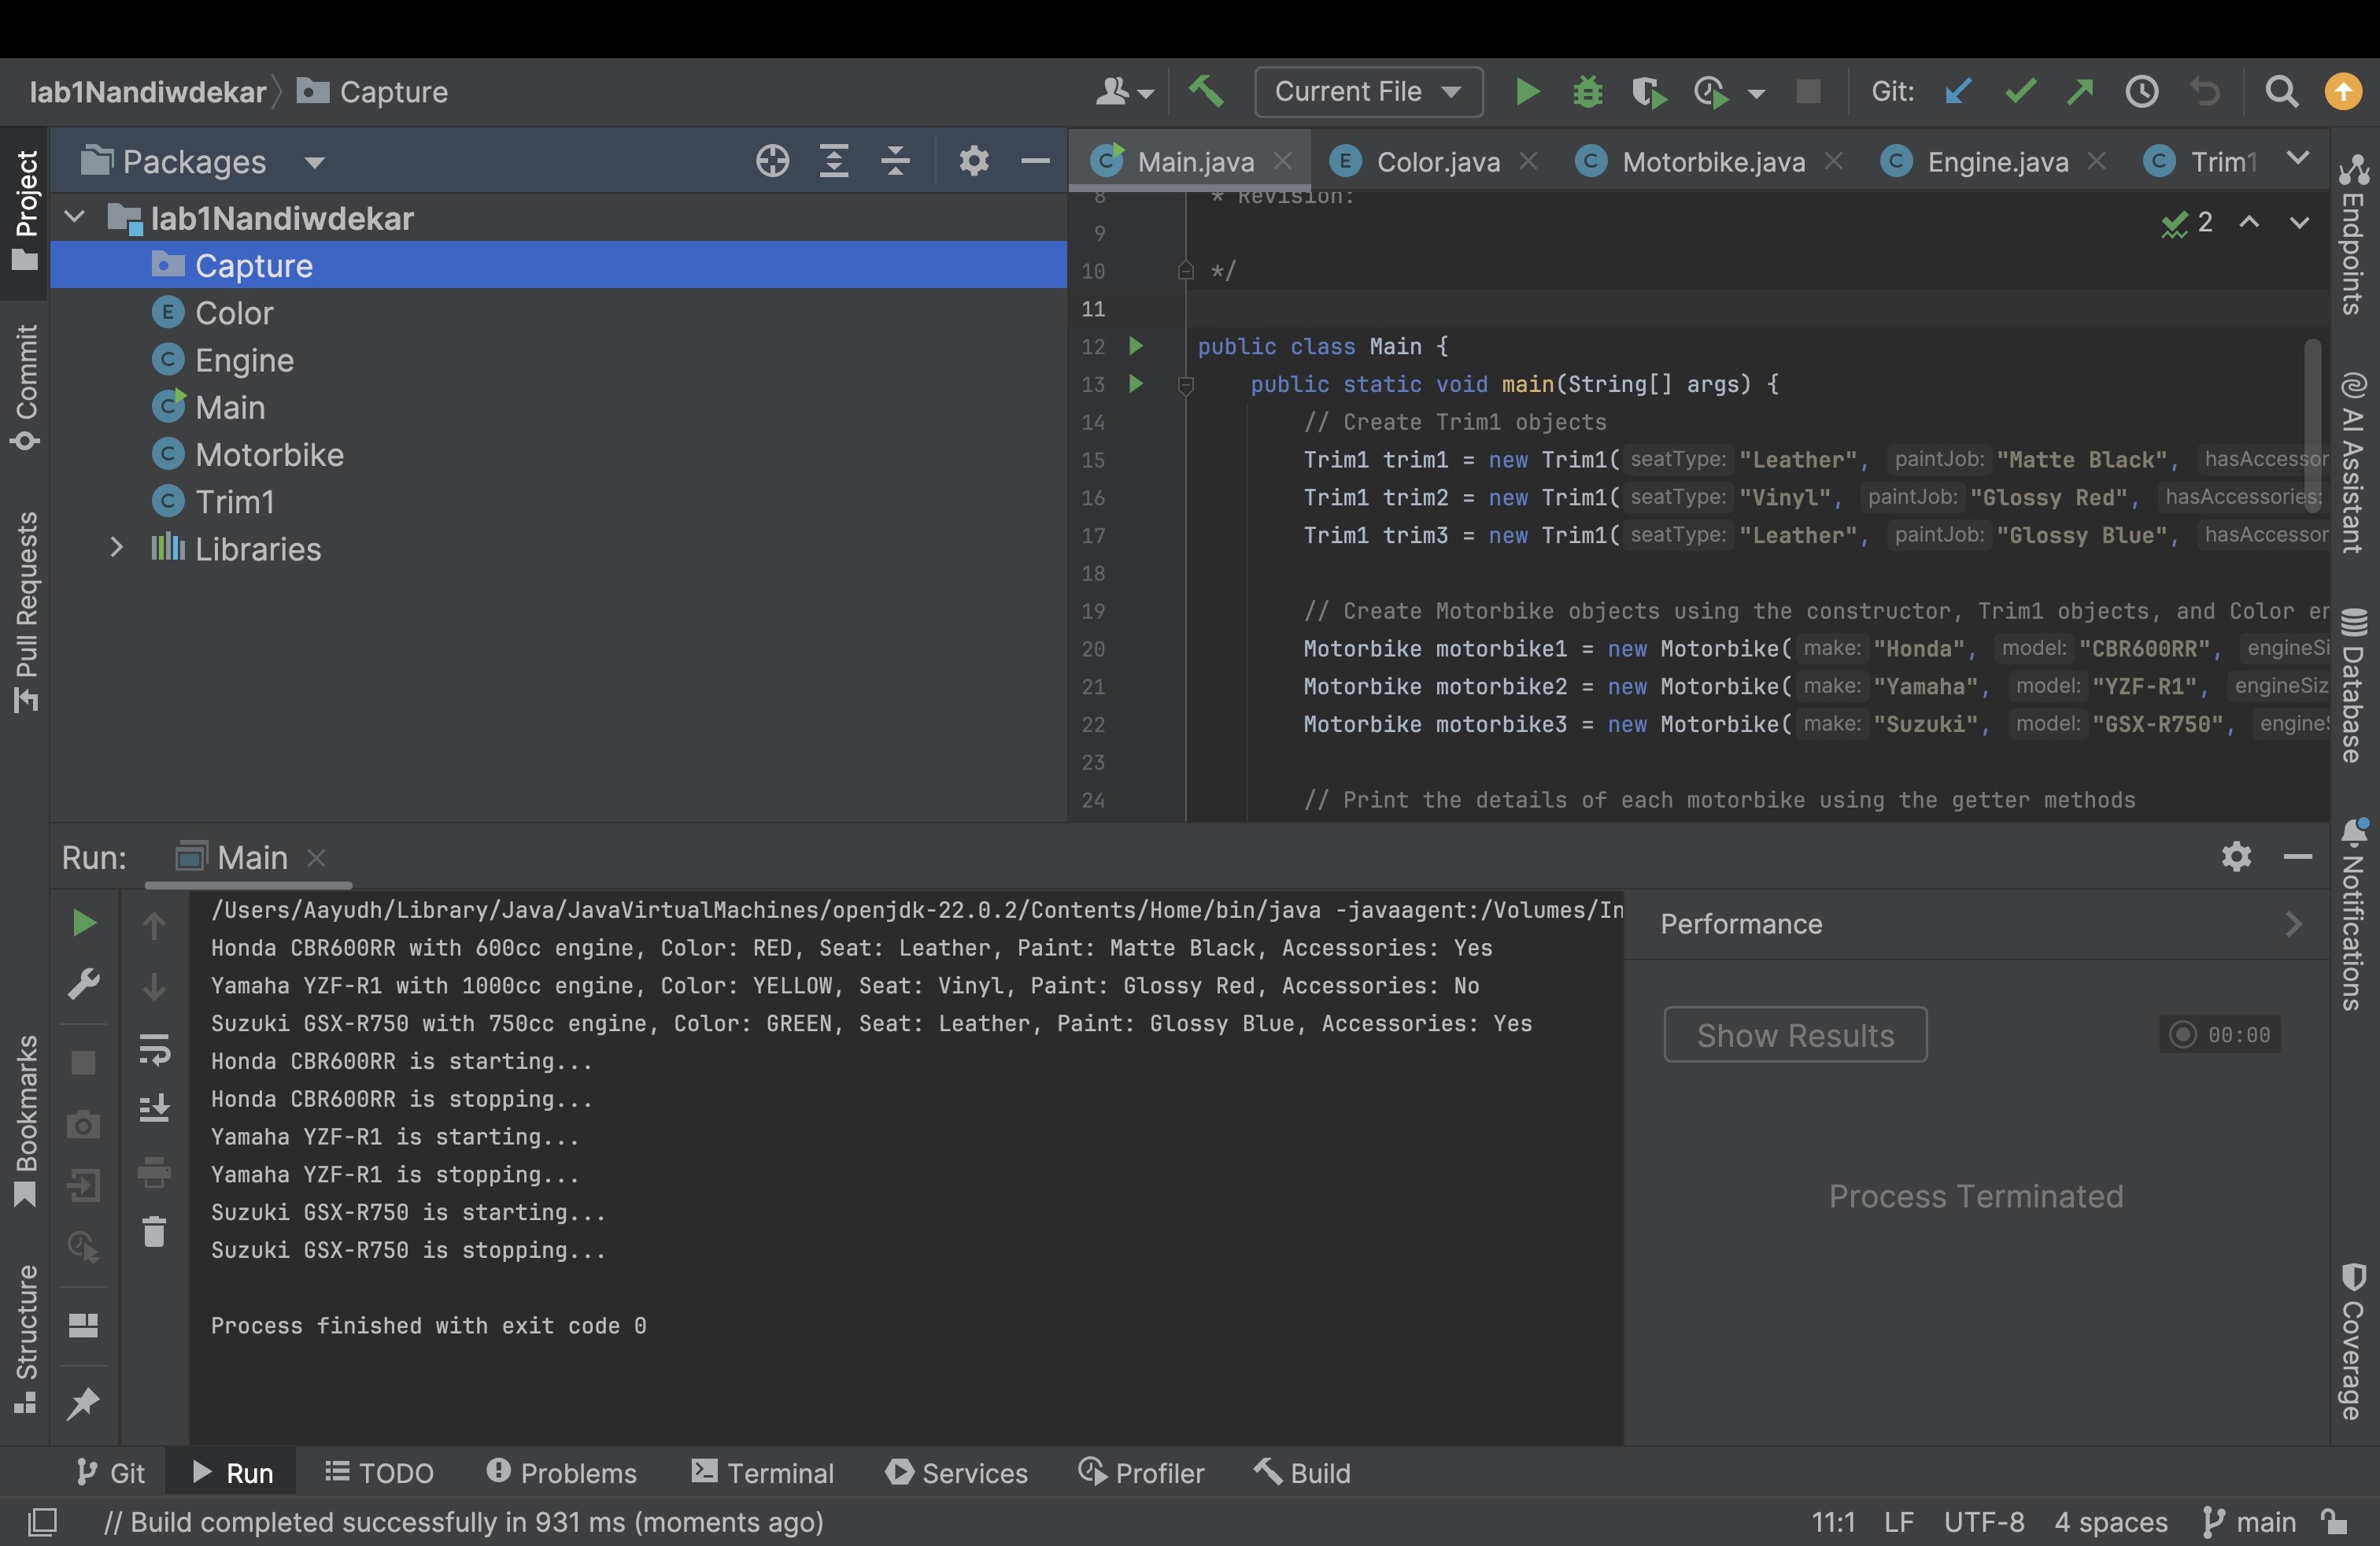 lab1Nandiwdekar Capture
Current File
Git:
Project
Packages
lab1Nandiwdekar
Capture
Color
Engine
Main
Motorbike
Trim1
Libraries
Commit
Pull Requests
Bookmarks
Structure
Main.java Color.java Motorbike.java Engine.java Trim1
2
8 * Revision:
9
10 */
11
12 public class Main {
13 public static void main(String[] args) {
14 // Create Trim1 objects
15 Trim1 trim1 = new Trim1( seatType: "Leather", paintJob: "Matte Black", hasAccessor
16 Trim1 trim2 = new Trim1( seatType: "Vinyl", paintJob: "Glossy Red", hasAccessories:
17 Trim1 trim3 = new Trim1( seatType: "Leather", paintJob: "Glossy Blue", hasAccessor
18
19 // Create Motorbike objects using the constructor, Trim1 objects, and Color en
20 Motorbike motorbike1 = new Motorbike( make: "Honda", model: "CBR600RR", engineSi
21 Motorbike motorbike2 = new Motorbike( make: "Yamaha", model: "YZF-R1", engineSiz
22 Motorbike motorbike3 = new Motorbike( make: "Suzuki", model: "GSX-R750", engineS
23
24 // Print the details of each motorbike using the getter methods
Endpoints
AI Assistant
Database
Notifications
Coverage
Run: Main
/Users/Aayudh/Library/Java/JavaVirtualMachines/openjdk-22.0.2/Contents/Home/bin/java -javaagent:/Volumes/In
Honda CBR600RR with 600cc engine, Color: RED, Seat: Leather, Paint: Matte Black, Accessories: Yes
Yamaha YZF-R1 with 1000cc engine, Color: YELLOW, Seat: Vinyl, Paint: Glossy Red, Accessories: No
Suzuki GSX-R750 with 750cc engine, Color: GREEN, Seat: Leather, Paint: Glossy Blue, Accessories: Yes
Honda CBR600RR is starting...
Honda CBR600RR is stopping...
Yamaha YZF-R1 is starting...
Yamaha YZF-R1 is stopping...
Suzuki GSX-R750 is starting...
Suzuki GSX-R750 is stopping...
Process finished with exit code 0
Performance
Show Results 00:00
Process Terminated
Git Run TODO Problems Terminal Services Profiler Build
// Build completed successfully in 931 ms (moments ago) 11:1 LF UTF-8 4 spaces main